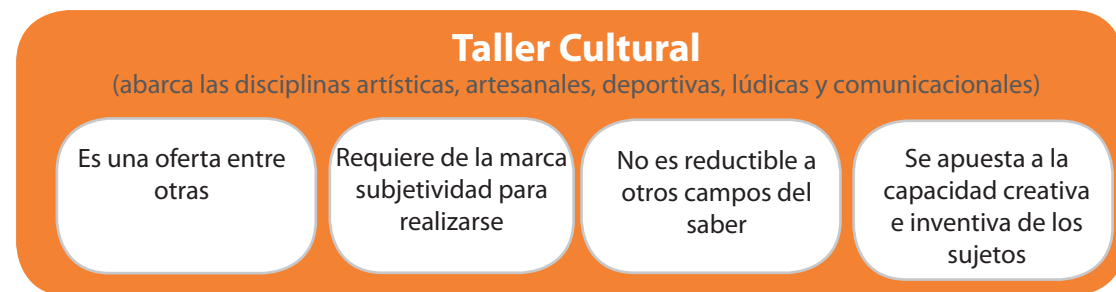 Taller Cultural
(abarca las disciplinas artísticas, artesanales, deportivas, lúdicas y comunicacionales)
Es una oferta entre
otras
Requiere de la marca
subjetividad para
realizarse
No es reductible a
otros campos del
saber
Se apuesta a la
capacidad creativa
e inventiva de los
sujetos